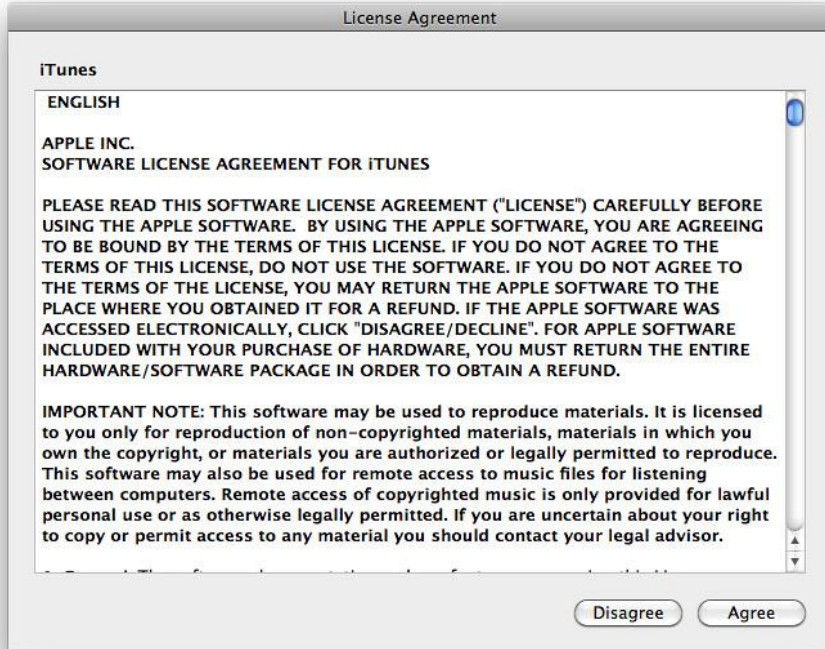 License Agreement
iTunes
ENGLISH
APPLE INC.
SOFTWARE LICENSE AGREEMENT FOR iTUNES
PLEASE READ THIS SOFTWARE LICENSE AGREEMENT ("LICENSE") CAREFULLY BEFORE
USING THE APPLE SOFTWARE.  BY USING THE APPLE SOFTWARE, YOU ARE AGREEING
TO BE BOUND BY THE TERMS OF THIS LICENSE. IF YOU DO NOT AGREE TO THE
TERMS OF THIS LICENSE, DO NOT USE THE SOFTWARE. IF YOU DO NOT AGREE TO
THE TERMS OF THE LICENSE, YOU MAY RETURN THE APPLE SOFTWARE TO THE
PLACE WHERE YOU OBTAINED IT FOR A REFUND. IF THE APPLE SOFTWARE WAS
ACCESSED ELECTRONICALLY, CLICK "DISAGREE/DECLINE". FOR APPLE SOFTWARE
INCLUDED WITH YOUR PURCHASE OF HARDWARE, YOU MUST RETURN THE ENTIRE
HARDWARE/SOFTWARE PACKAGE IN ORDER TO OBTAIN A REFUND.
IMPORTANT NOTE: This software may be used to reproduce materials. It is licensed
to you only for reproduction of non-copyrighted materials, materials in which you
own the copyright, or materials you are authorized or legally permitted to reproduce.
This software may also be used for remote access to music files for listening
between computers. Remote access of copyrighted music is only provided for lawful
personal use or as otherwise legally permitted. If you are uncertain about your right
to copy or permit access to any material you should contact your legal advisor.
Disagree Agree